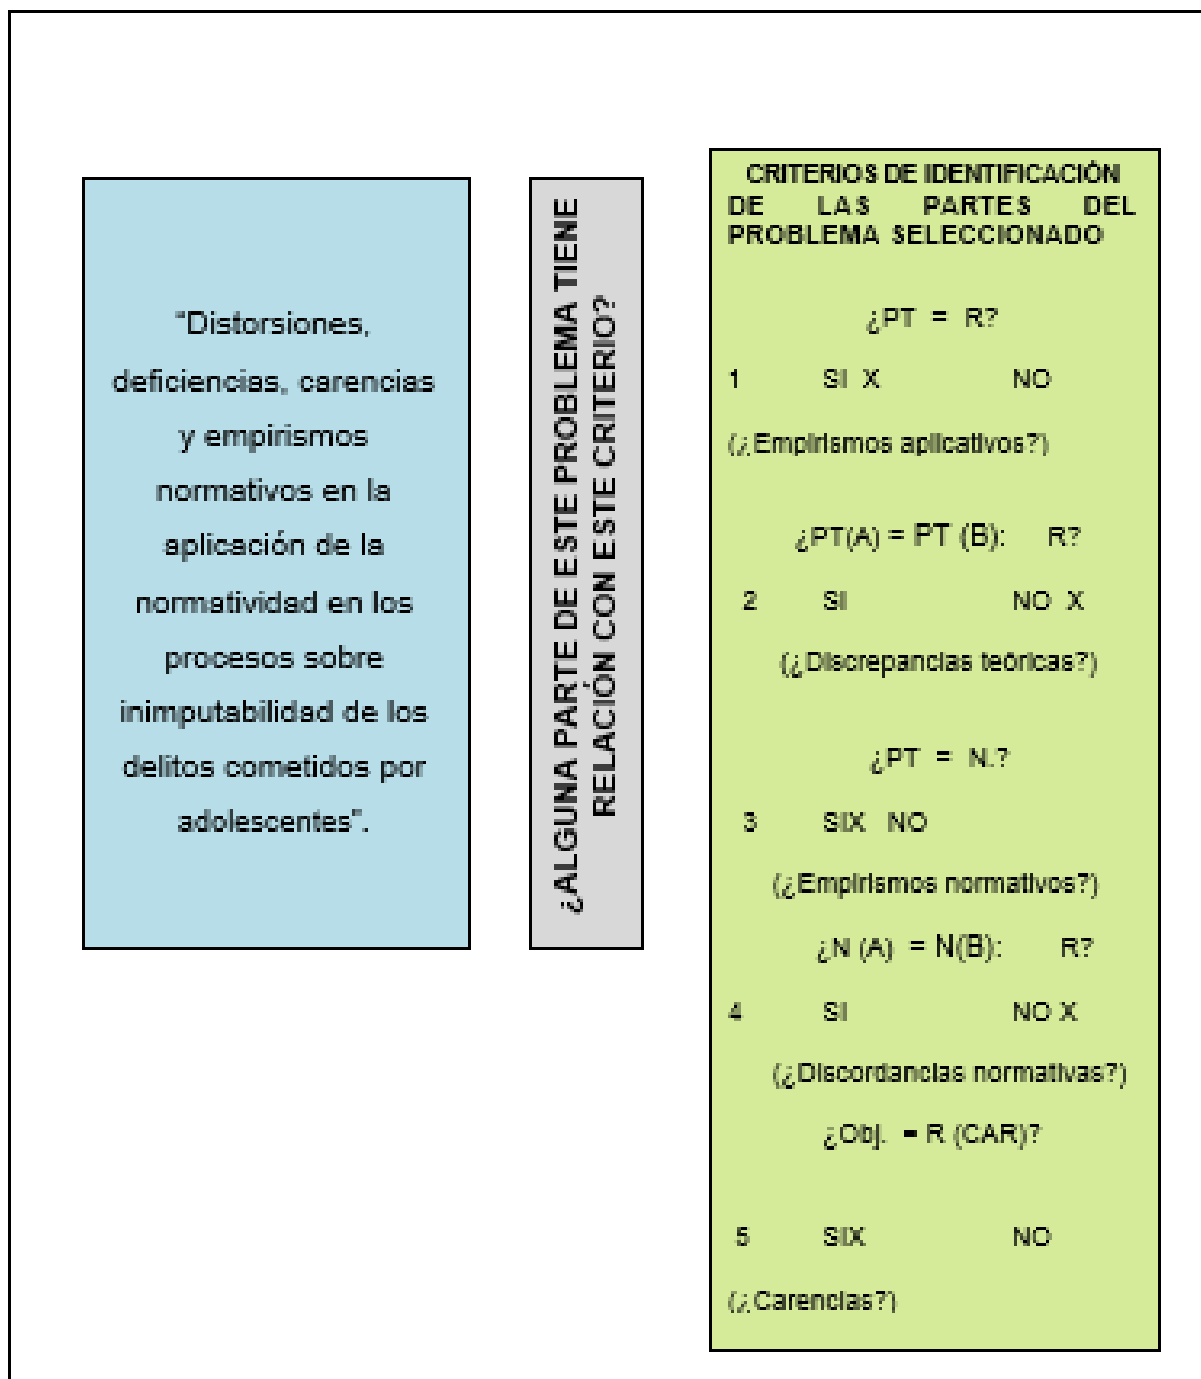 "Distorsiones,
deficiencias, carencias
y empirismos
normativos en la
aplicación de la
normatividad en los
procesos sobre
inimputabilidad de los
delitos cometidos por
adolescentes".
¿ALGUNA PARTE DE ESTE PROBLEMA TIENE
RELACIÓN CON ESTE CRITERIO?
CRITERIOS DE IDENTIFICACIÓN
DE LAS PARTES DEL
PROBLEMA SELECCIONADO
¿PT = R?
1 SI X NO
(¿Empirismos aplicativos?)
¿PT(A) = PT (B): R?
2 SI NO X
(¿Discrepancias teóricas?)
¿PT = N.?
3 SIX NO
(¿Empirismos normativos?)
¿N (A) = N(B): R?
4 SI NO X
(¿Discordancias normativas?)
¿Obj. = R (CAR)?
5 SIX NO
(¿Carencias?)